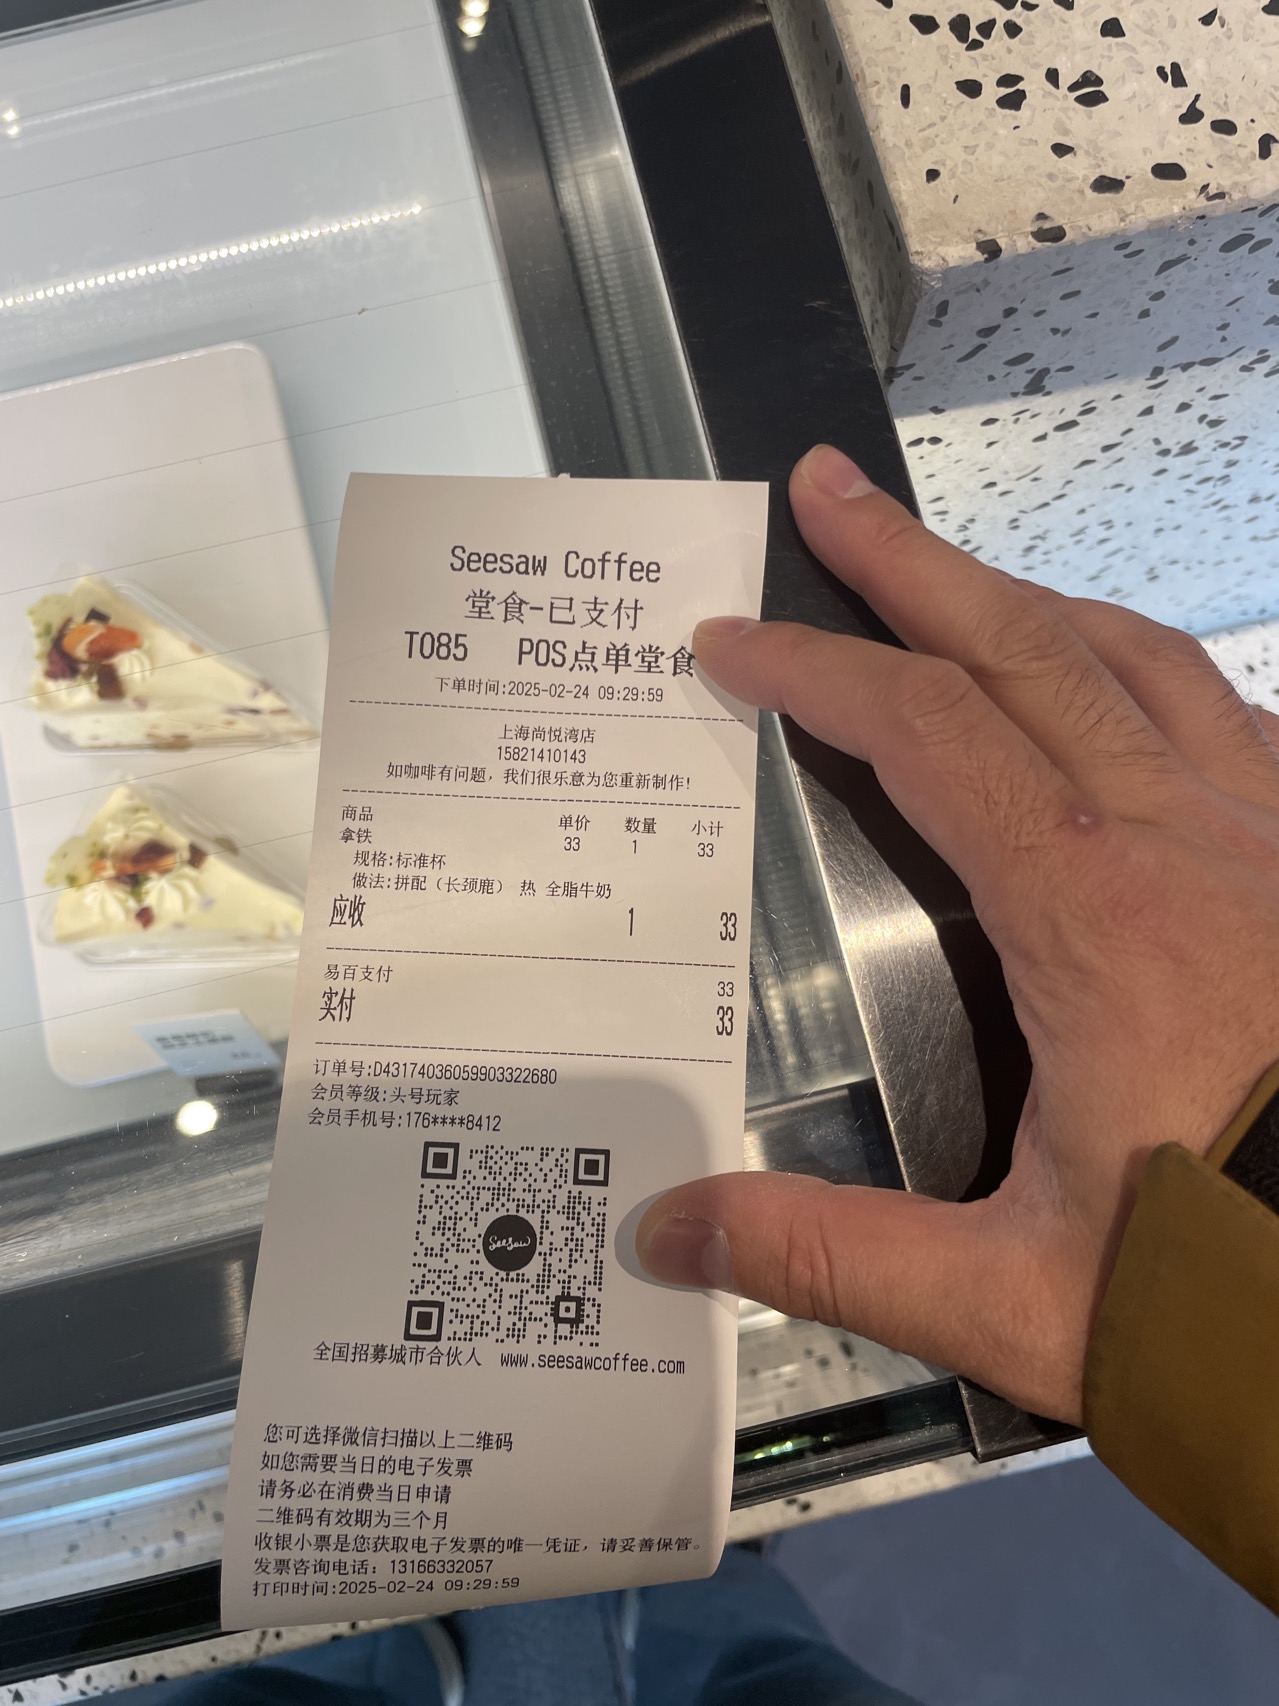 Seesaw Coffee
堂食-已支付
T085 POS点单堂食
下单时间:2025-02-24 09:29:59
上海尚悦湾店
15821410143
如咖啡有问题，我们很乐意为您重新制作!
商品 单价 数量 小计
拿铁 33 1 33
规格:标准杯
做法:拼配（长颈鹿） 热 全脂牛奶
应收 1 33
易百支付 33
实付 33
订单号:D43174036059903322680
会员等级:头号玩家
会员手机号:176****8412
Seesaw
全国招募城市合伙人 www.seesawcoffee.com
您可选择微信扫描以上二维码
如您需要当日的电子发票
请务必在消费当日申请
二维码有效期为三个月
收银小票是您获取电子发票的唯一凭证，请妥善保管。
发票咨询电话：13166332057
打印时间:2025-02-24 09:29:59